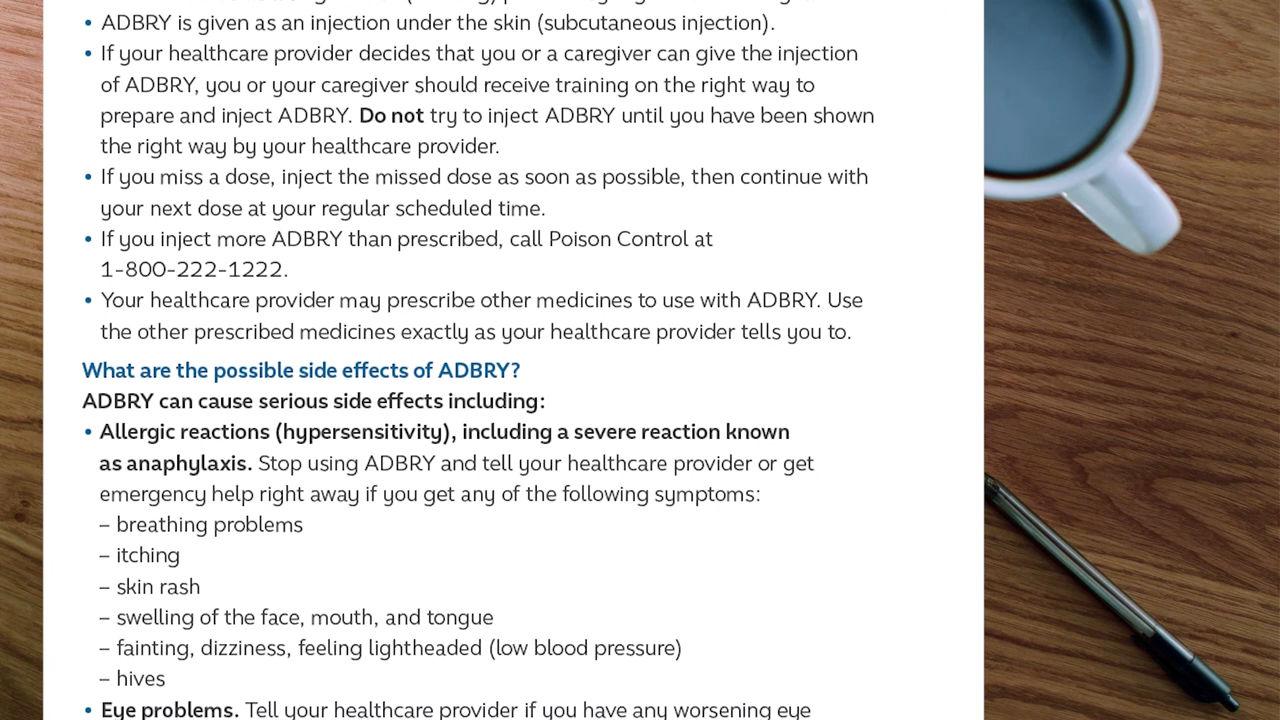 • ADBRY is given as an injection under the skin (subcutaneous injection).
• If your healthcare provider decides that you or a caregiver can give the injection
of ADBRY, you or your caregiver should receive training on the right way to
prepare and inject ADBRY. Do not try to inject ADBRY until you have been shown
the right way by your healthcare provider.
• If you miss a dose, inject the missed dose as soon as possible, then continue with
your next dose at your regular scheduled time.
• If you inject more ADBRY than prescribed, call Poison Control at
1-800-222-1222.
• Your healthcare provider may prescribe other medicines to use with ADBRY. Use
the other prescribed medicines exactly as your healthcare provider tells you to.
What are the possible side effects of ADBRY?
ADBRY can cause serious side effects including:
• Allergic reactions (hypersensitivity), including a severe reaction known
as anaphylaxis. Stop using ADBRY and tell your healthcare provider or get
emergency help right away if you get any of the following symptoms:
– breathing problems
– itching
– skin rash
– swelling of the face, mouth, and tongue
– fainting, dizziness, feeling lightheaded (low blood pressure)
– hives
• Eye problems. Tell your healthcare provider if you have any worsening eye